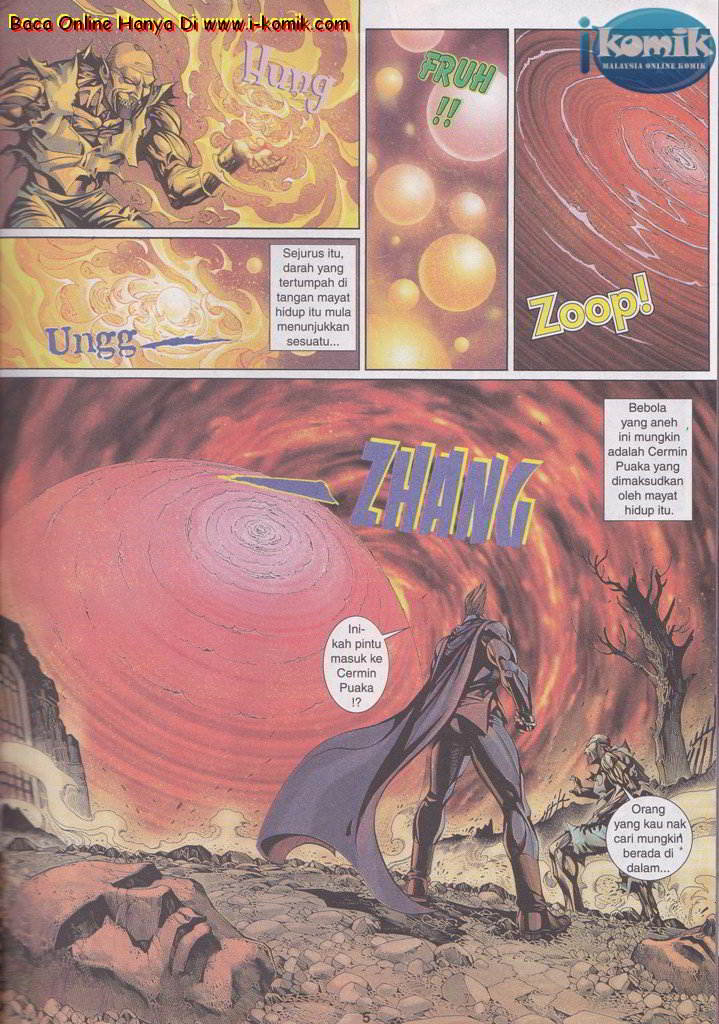 Baca Online Hanya Di www.i-komik.com
ikomik
MALAYSIA ONLINE KOMIK
Hung
FRUH
!!
Zoop!
Ungg
Sejurus itu,
darah yang
tertumpah di
tangan mayat
hidup itu mula
menunjukkan
sesuatu...
Bebola
yang aneh
ini mungkin
adalah Cermin
Puaka yang
dimaksudkan
oleh mayat
hidup itu.
ZHANG
Ini-
kah pintu
masuk ke
Cermin
Puaka
!?
Orang
yang kau nak
cari mungkin
berada di
dalam...
5